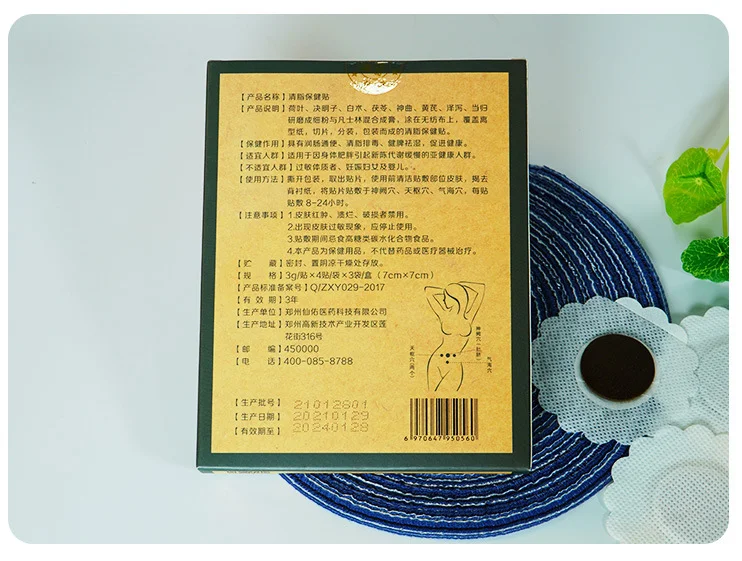 【产品名称】清脂保健贴
【产品说明】荷叶、决明子、白术、茯苓、神曲、黄芪、泽泻、当归
研磨成细粉与凡士林混合成膏，涂在无纺布上，覆盖离
型纸，切片，分装，包装而成的清脂保健贴。
【保健作用】具有润肠通便、清脂排毒、健脾祛湿，促进健康。
【适宜人群】适用于因身体肥胖引起新陈代谢缓慢的亚健康人群。
【不适宜人群】过敏体质者、妊娠妇女及婴儿。。
【使用方法】撕开包装，取出贴片，使用前清洁贴敷部位皮肤，揭去
背衬纸，将贴片贴敷于神阙穴、天枢穴、气海穴，每贴
贴敷 8-24小时。
【注意事项】1.皮肤红肿、溃烂、破损者禁用。
2.出现皮肤过敏现象，应停止使用。
3.贴敷期间忌食高糖类碳水化合物食品。
4.本产品为保健用品，不代替药品或医疗器械治疗。
【贮 藏】密封、置阴凉干燥处存放。
【规 格】3g/贴×4贴/袋×3袋/盒（7cm×7cm）
【产品标准备案号】Q/ZXY029-2017
【有 效 期】3年
【生产单位】郑州仙佑医药科技有限公司
【生产地址】郑州高新技术产业开发区莲
花街316号
【邮 编】450000
【电 话】400-085-8788
神阙穴（肚脐）
天枢穴（两个）
气海穴
【生产批号】21012801
【生产日期】20210129
【有效期至】20240128
6 970647 950560